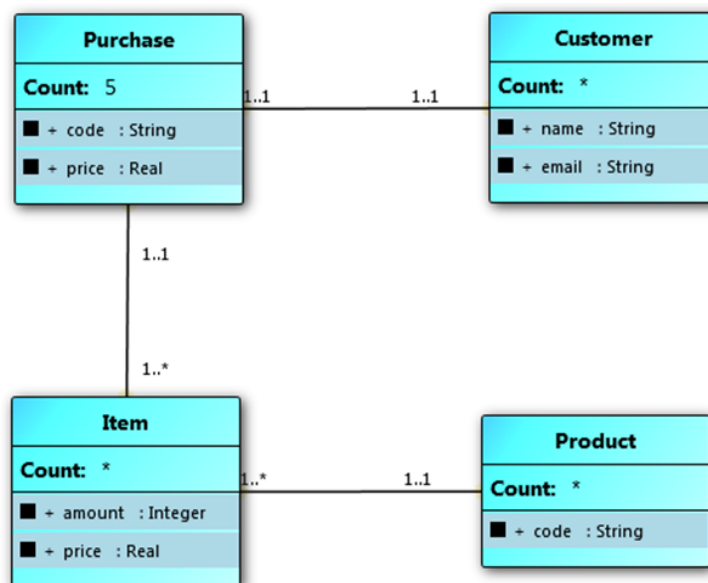 Purchase
Count: 5
+ code : String
+ price : Real
1..1
1..1
Customer
Count: *
+ name : String
+ email : String
1..1
1..*
Item
Count: *
+ amount : Integer
+ price : Real
1..*
1..1
Product
Count: *
+ code : String